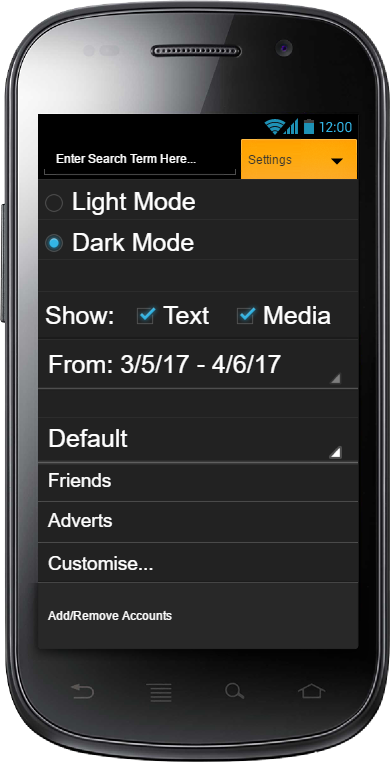 12:00
Enter Search Term Here...
Settings
Light Mode
Dark Mode
Show: Text Media
From: 3/5/17 - 4/6/17
Default
Friends
Adverts
Customise...
Add/Remove Accounts